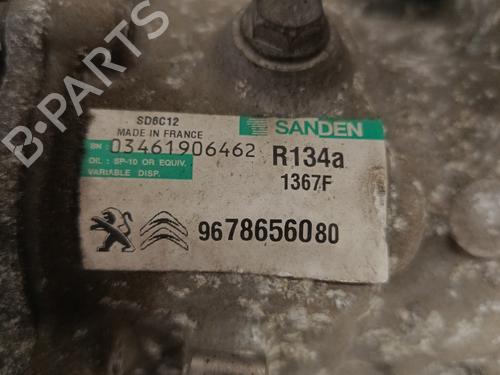 SD6C12
SANDEN
MADE IN FRANCE
SN: 03461906462
R134a
OIL : SP-10 OR EQUIV.
1367F
VARIABLE DISP.
9678656080
B-PARTS